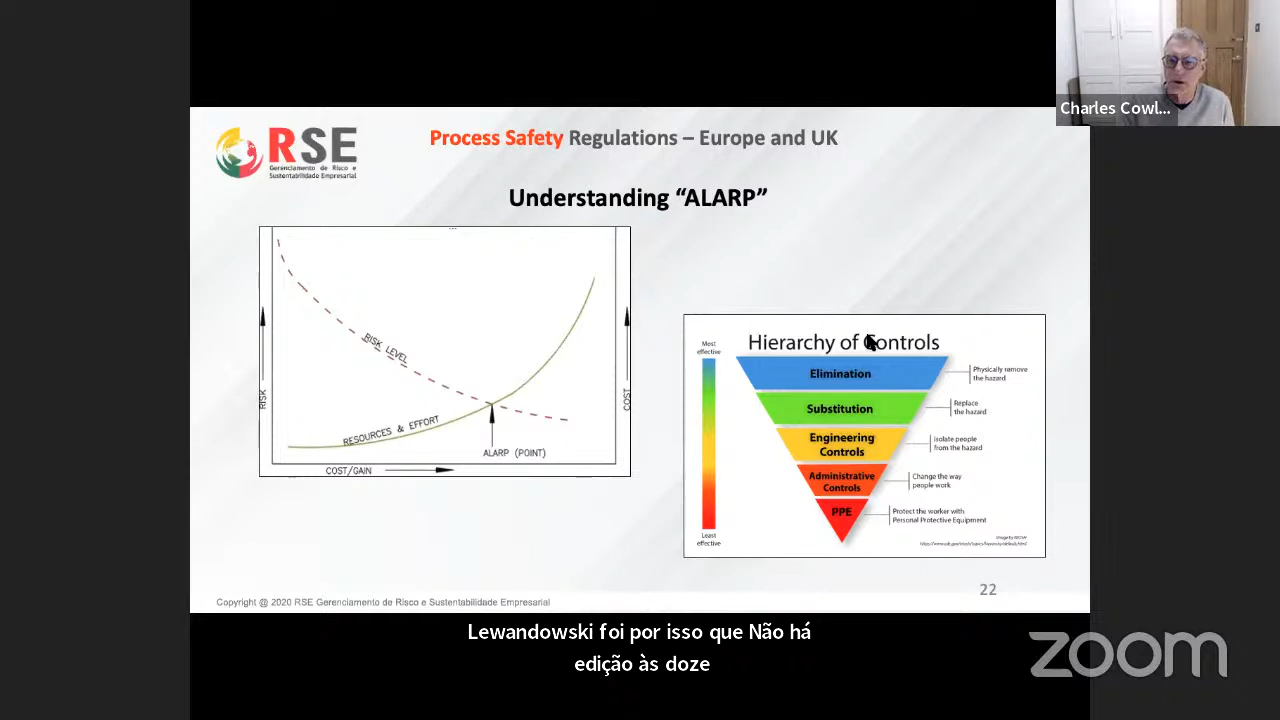 Charles Cowl...
RSE
Gerenciamento de Risco e
Sustentabilidade Empresarial
Process Safety Regulations – Europe and UK
Understanding “ALARP”
RISK
RISK LEVEL
RESOURCES & EFFORT
ALARP (POINT)
COST
COST/GAIN
Hierarchy of Controls
Most
effective
Elimination
Physically remove
the hazard
Substitution
Replace
the hazard
Engineering
Controls
Isolate people
from the hazard
Administrative
Controls
Change the way
people work
PPE
Protect the worker with
Personal Protective Equipment
Least
effective
Image by NIOSH
22
Copyright @ 2020 RSE Gerenciamento de Risco e Sustentabilidade Empresarial
Lewandowski foi por isso que Não há
edição às doze
zoom